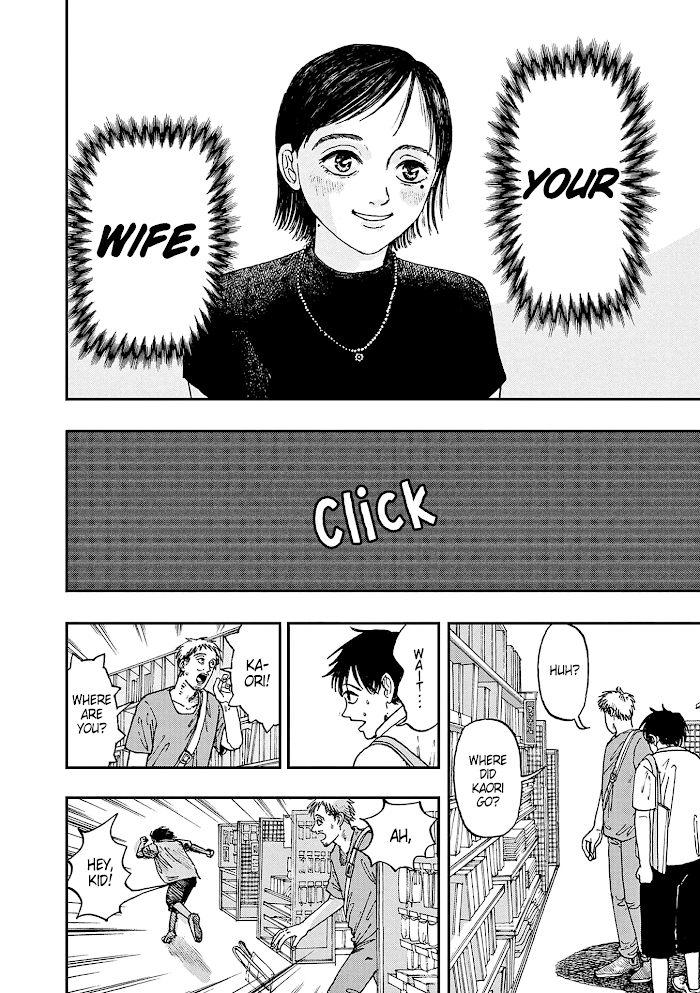 YOUR
WIFE.
Click
HUH?
WHERE
DID
KAORI
GO?
WAIT...
KA-
ORI!
WHERE
ARE
YOU?
AH,
HEY,
KID!